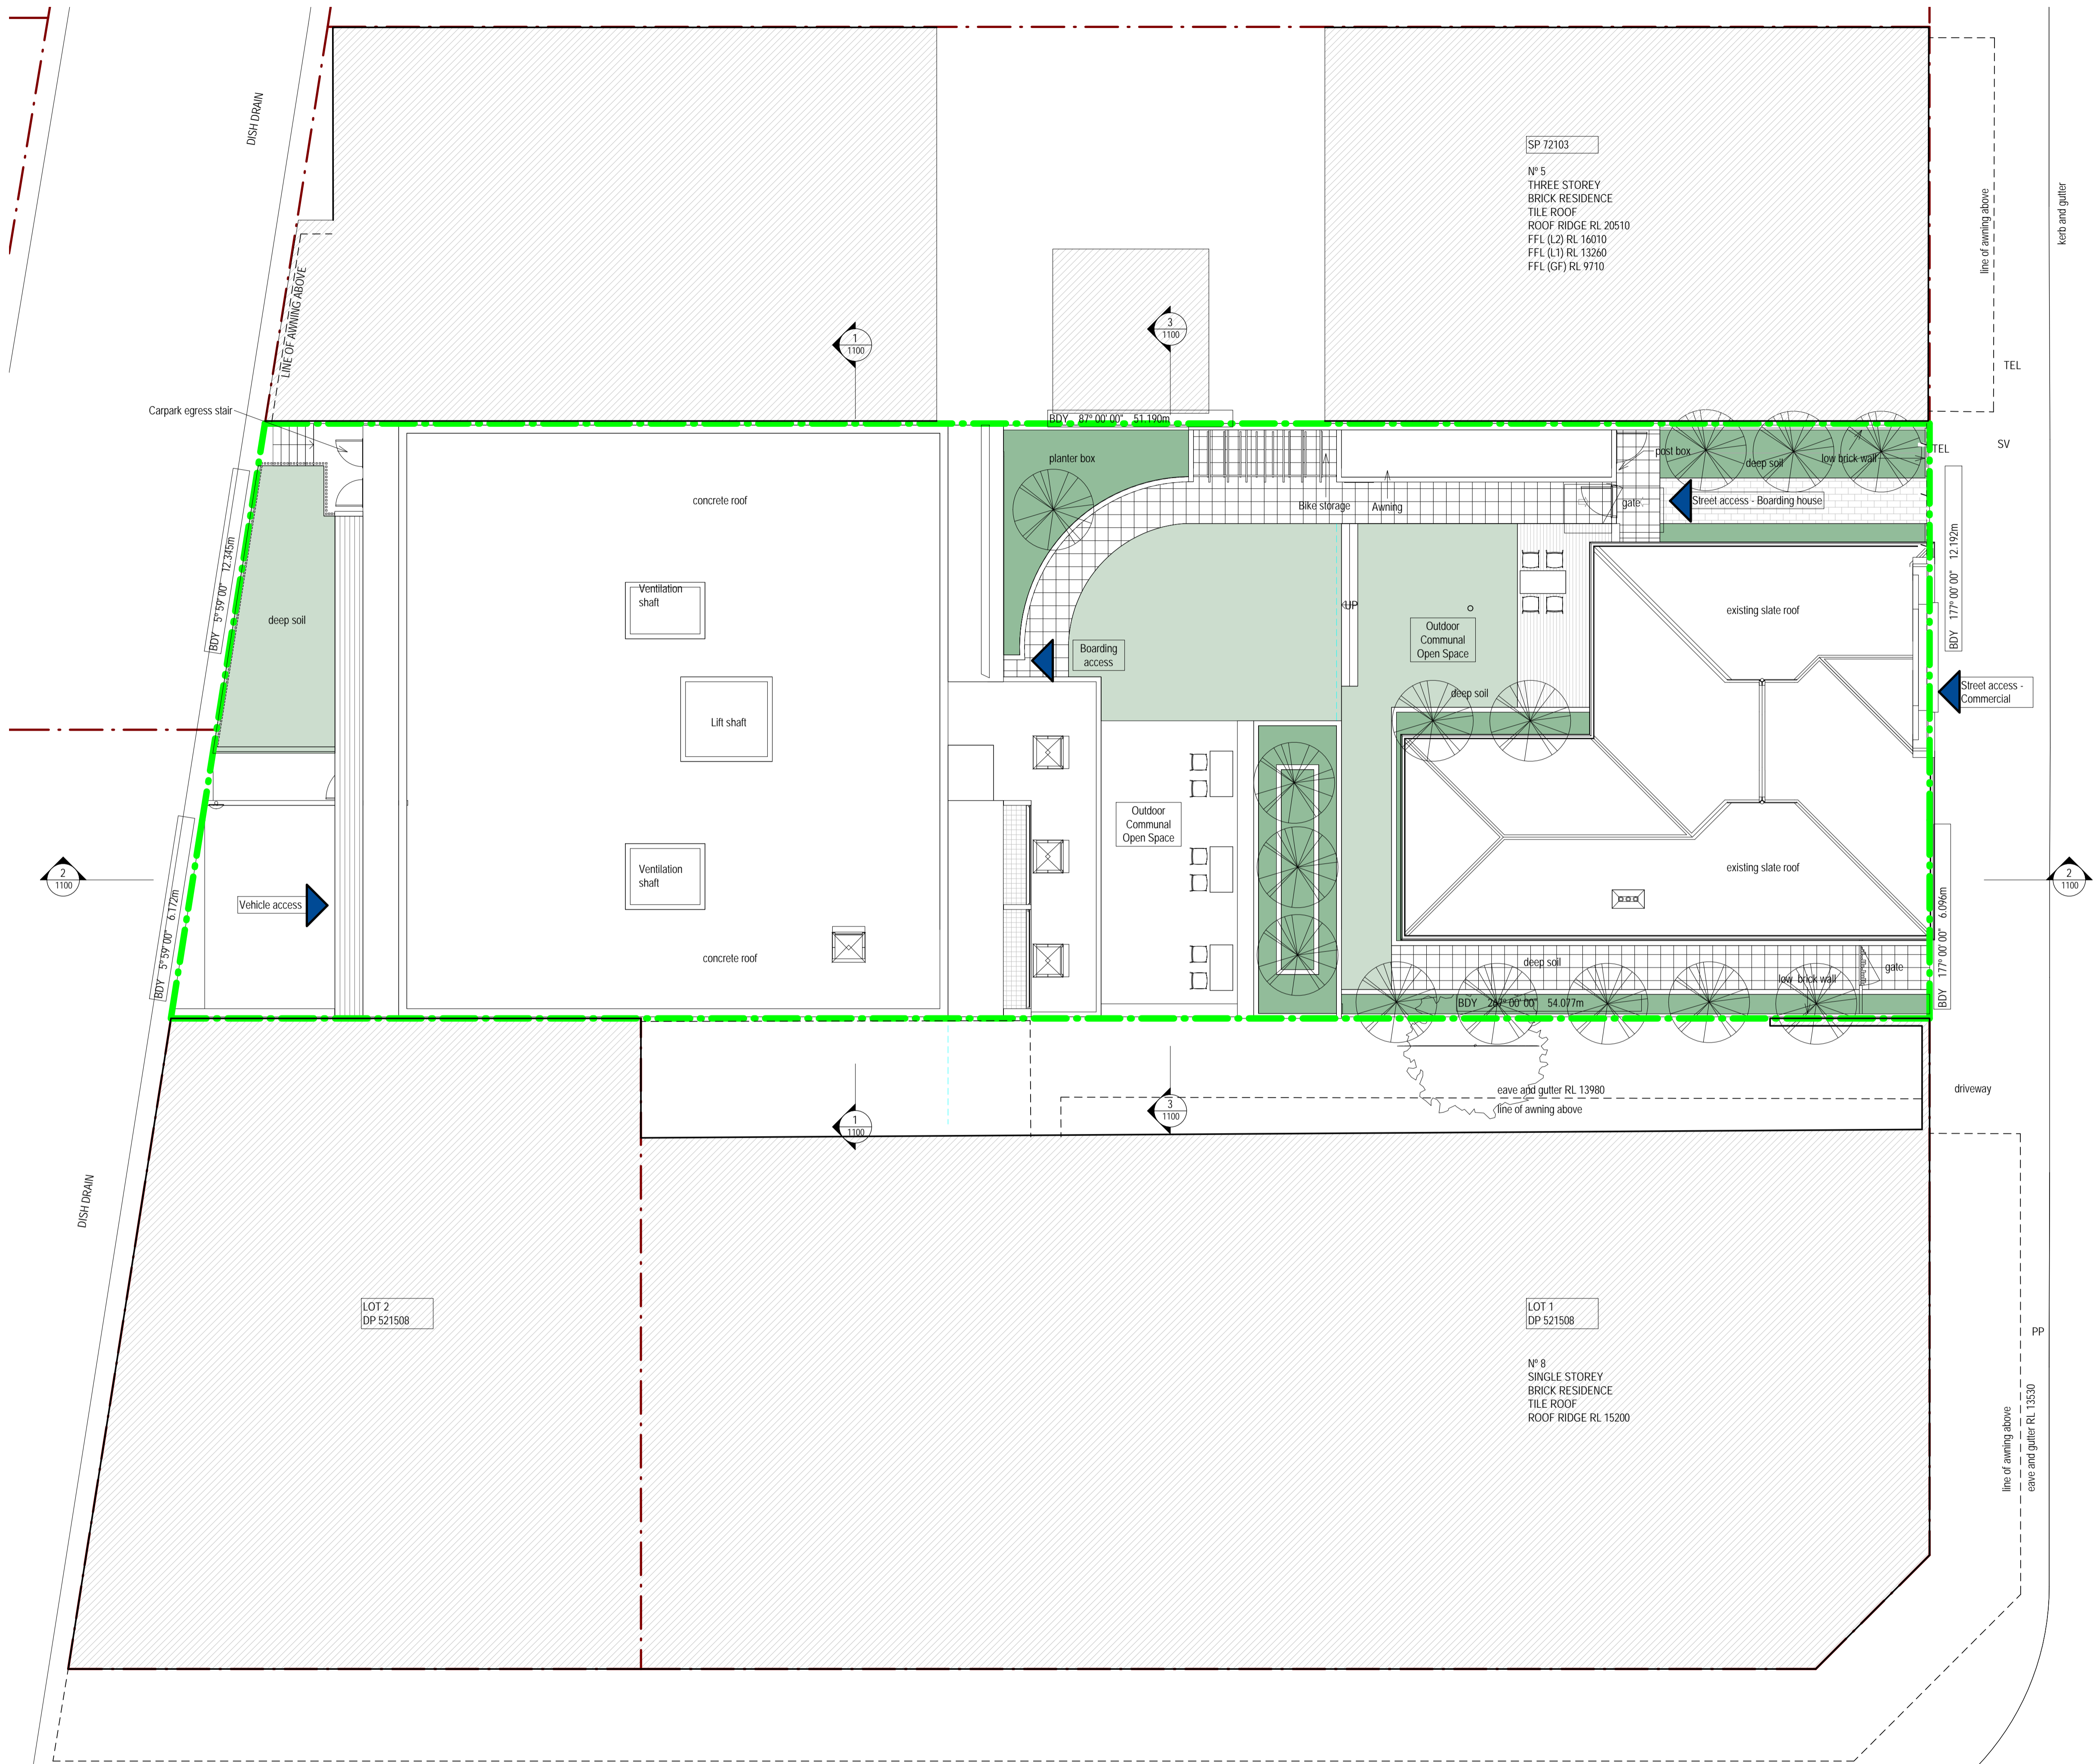 DISH DRAIN
SP 72103
Nº 5
THREE STOREY
BRICK RESIDENCE
TILE ROOF
ROOF RIDGE RL 20510
FFL (L2) RL 16010
FFL (L1) RL 13260
FFL (GF) RL 9710
line of awning above
kerb and gutter
LINE OF AWNING ABOVE
1
1100
3
1100
TEL
Carpark egress stair
BDY 87º 00' 00" 51.190m
SV
TEL
planter box
post box
deep soil
low brick wall
concrete roof
Bike storage
Awning
gate
Street access - Boarding house
BDY 5º 59' 00" 12.345m
BDY 177º 00' 00" 12.192m
Ventilation
shaft
UP
existing slate roof
deep soil
Outdoor
Communal
Open Space
Boarding
access
Street access -
Commercial
deep soil
Lift shaft
Outdoor
Communal
Open Space
2
1100
Ventilation
shaft
existing slate roof
2
1100
Vehicle access
BDY 5º 59' 00" 6.172m
BDY 177º 00' 00" 6.096m
concrete roof
deep soil
low brick wall
gate
BDY 267º 00' 00" 54.077m
eave and gutter RL 13980
line of awning above
driveway
1
1100
3
1100
DISH DRAIN
LOT 2
DP 521508
LOT 1
DP 521508
PP
Nº 8
SINGLE STOREY
BRICK RESIDENCE
TILE ROOF
ROOF RIDGE RL 15200
line of awning above
eave and gutter RL 13530